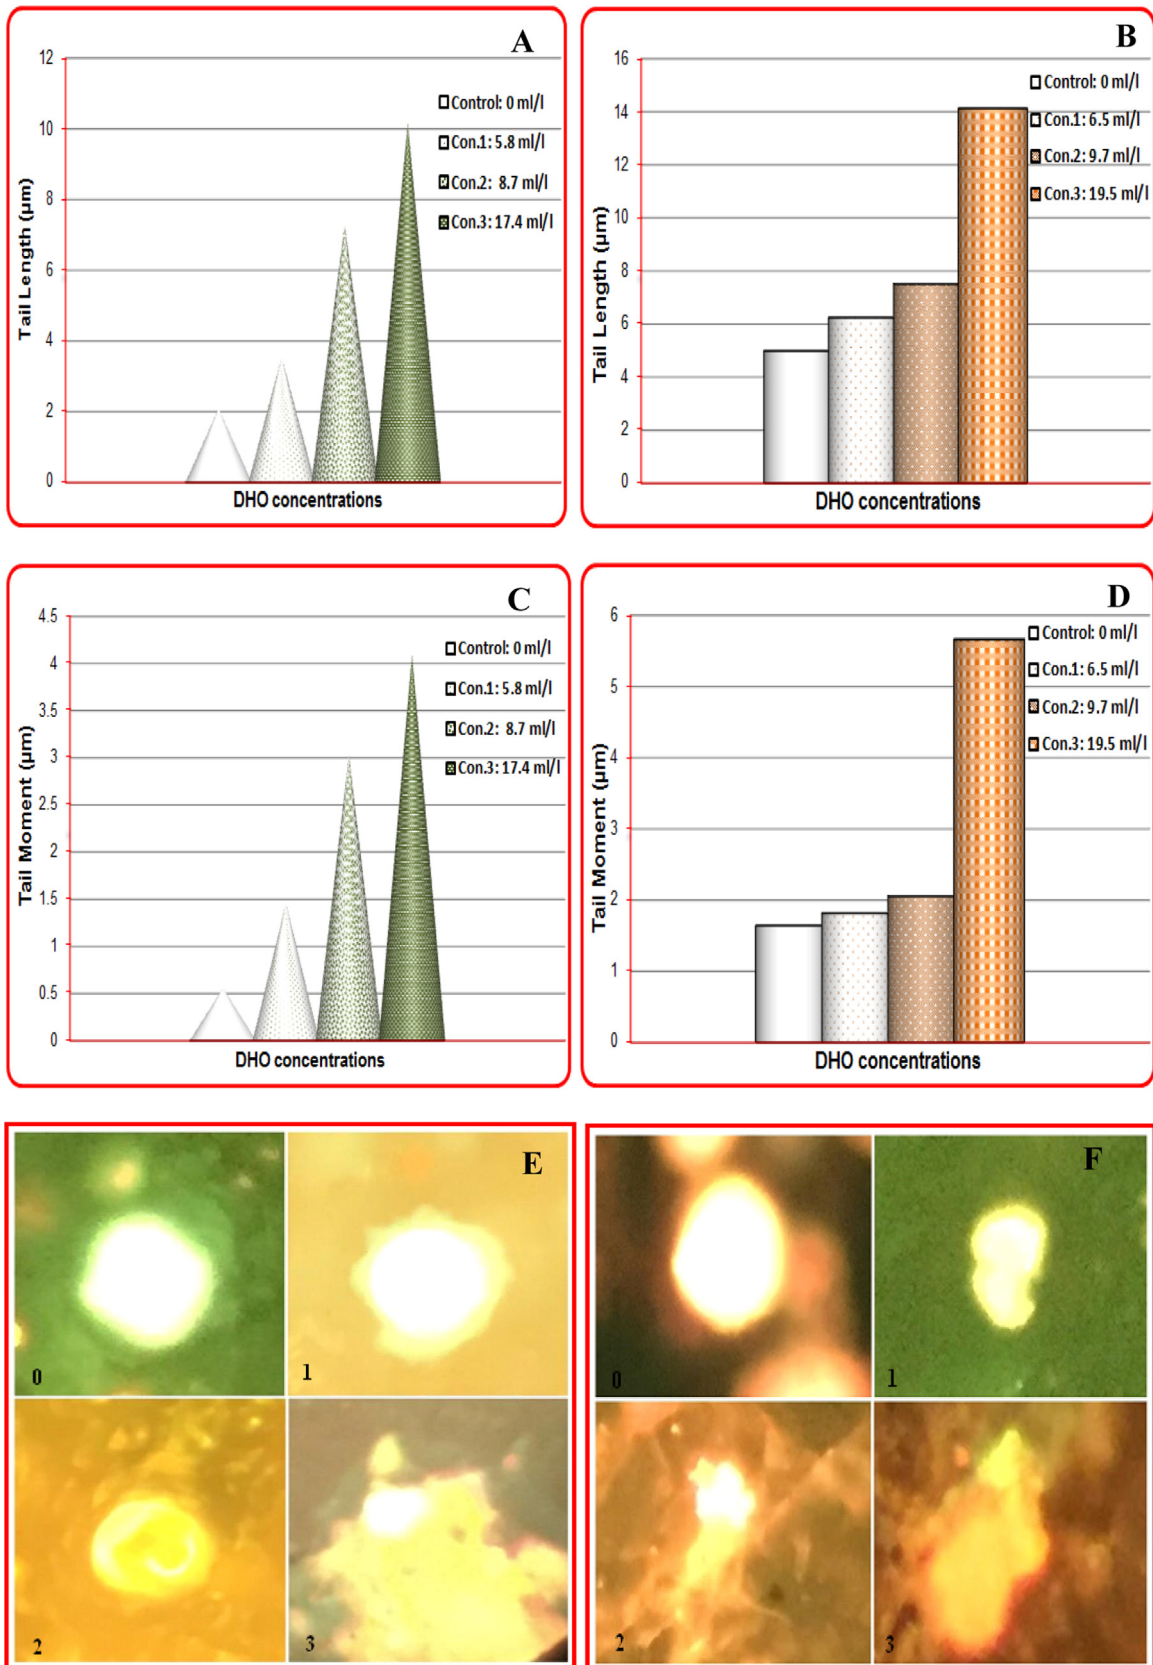 A
Tail Length (µm)
12
10
8
6
4
2
0
Control: 0 ml/l
Con.1: 5.8 ml/l
Con.2: 8.7 ml/l
Con.3: 17.4 ml/l
DHO concentrations
B
Tail Length (µm)
16
14
12
10
8
6
4
2
0
Control: 0 ml/l
Con.1: 6.5 ml/l
Con.2: 9.7 ml/l
Con.3: 19.5 ml/l
DHO concentrations
C
Tail Moment (µm)
4.5
4
3.5
3
2.5
2
1.5
1
0.5
0
Control: 0 ml/l
Con.1: 5.8 ml/l
Con.2: 8.7 ml/l
Con.3: 17.4 ml/l
DHO concentrations
D
Tail Moment (µm)
6
5
4
3
2
1
0
Control: 0 ml/l
Con.1: 6.5 ml/l
Con.2: 9.7 ml/l
Con.3: 19.5 ml/l
DHO concentrations
E
0
1
2
3
F
0
1
2
3